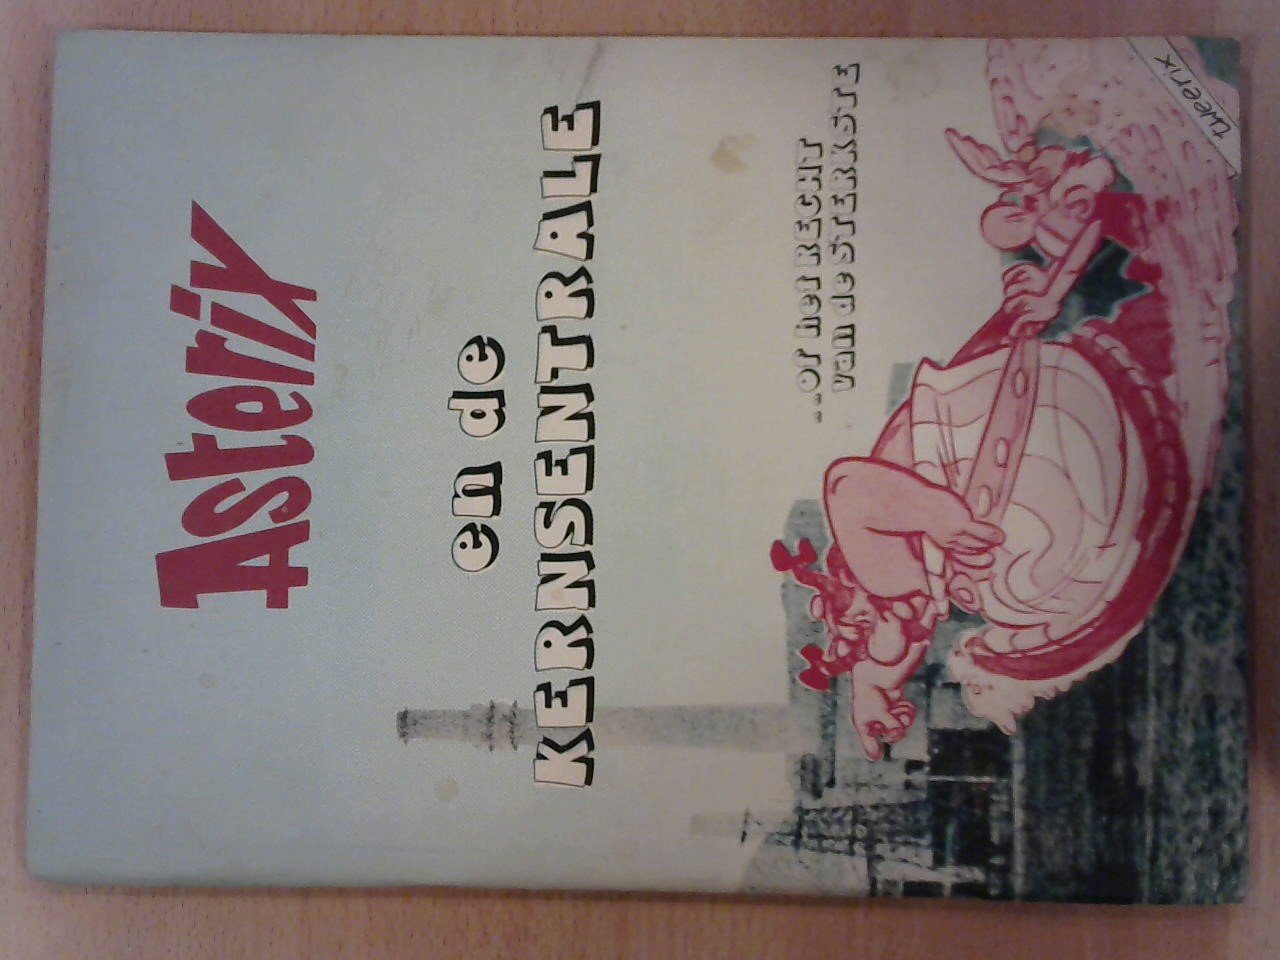 Asterix
en de
KERNSENTRALE
...of het RECHT
van de STERKSTE
tweerix